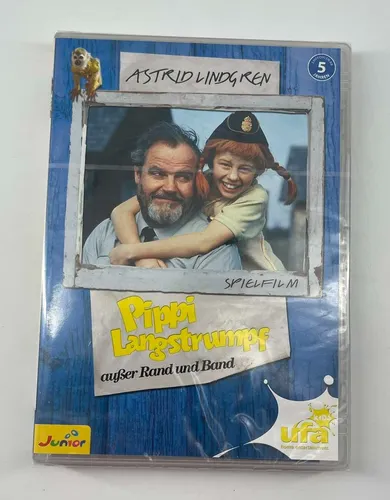 ASTRID LINDGREN
5
SPIELFILM
Pippi
Langstrumpf
außer Rand und Band
Junior
ufa